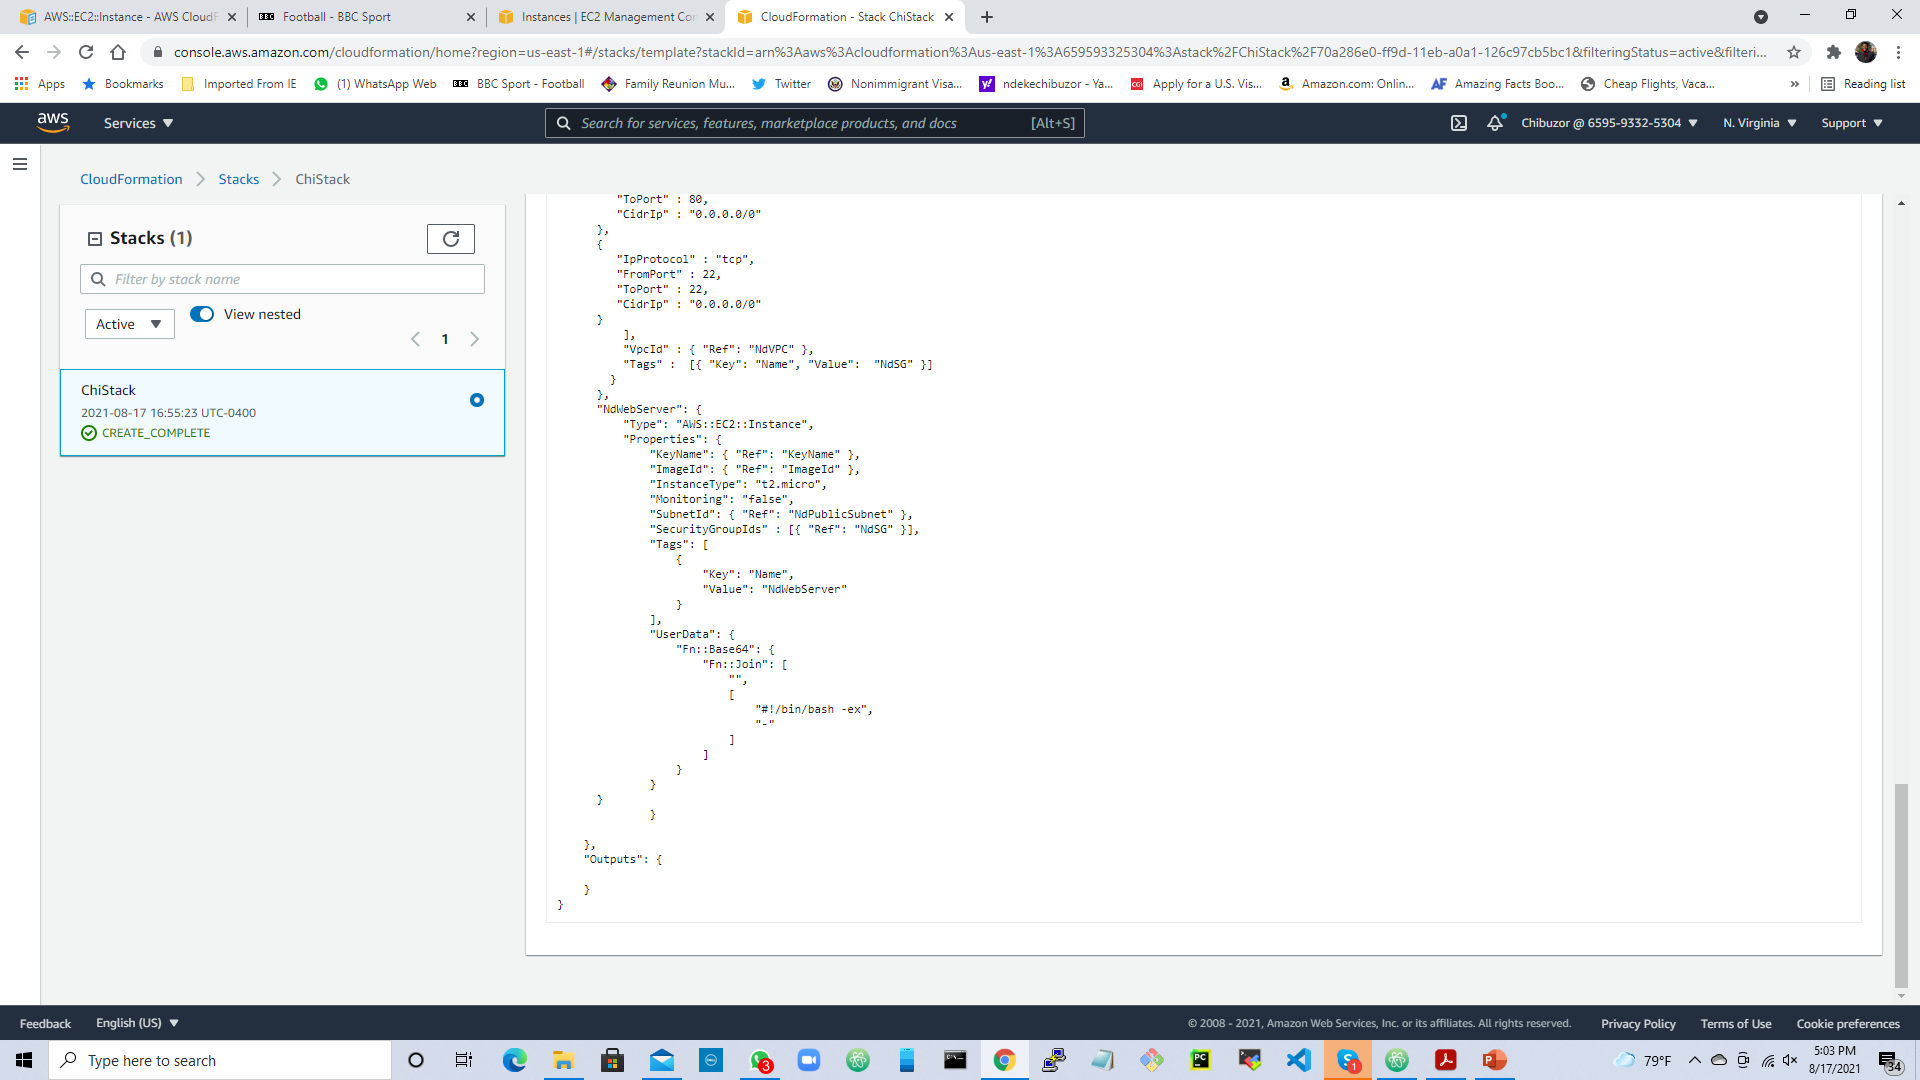 AWS::EC2::Instance - AWS CloudF
Football - BBC Sport
Instances | EC2 Management Con
CloudFormation - Stack ChiStack
console.aws.amazon.com/cloudformation/home?region=us-east-1#/stacks/template?stackId=arn%3Aaws%3Acloudformation%3Aus-east-1%3A659593325304%3Astack%2FChiStack%2F70a286e0-ff9d-11eb-a0a1-126c97cb5bc1&filteringStatus=active&filteri...
Apps
Bookmarks
Imported From IE
(1) WhatsApp Web
BBC Sport - Football
Family Reunion Mu...
Twitter
Nonimmigrant Visa...
ndekechibuzor - Ya...
Apply for a U.S. Vis...
Amazon.com: Onlin...
Amazing Facts Boo...
Cheap Flights, Vaca...
»
Reading list
aws
Services
Search for services, features, marketplace products, and docs
[Alt+S]
Chibuzor @ 6595-9332-5304
N. Virginia
Support
CloudFormation
Stacks
ChiStack
Stacks (1)
Filter by stack name
Active
View nested
1
ChiStack
2021-08-17 16:55:23 UTC-0400
CREATE_COMPLETE
"ToPort" : 80,
"CidrIp" : "0.0.0.0/0"
},
{
"IpProtocol" : "tcp",
"FromPort" : 22,
"ToPort" : 22,
"CidrIp" : "0.0.0.0/0"
}
],
"VpcId" : { "Ref": "NdVPC" },
"Tags" :  [{ "Key": "Name", "Value":  "NdSG" }]
}
},
"NdWebServer": {
"Type": "AWS::EC2::Instance",
"Properties": {
"KeyName": { "Ref": "KeyName" },
"ImageId": { "Ref": "ImageId" },
"InstanceType": "t2.micro",
"Monitoring": "false",
"SubnetId": { "Ref": "NdPublicSubnet" },
"SecurityGroupIds" : [{ "Ref": "NdSG" }],
"Tags": [
{
"Key": "Name",
"Value": "NdWebServer"
}
],
"UserData": {
"Fn::Base64": {
"Fn::Join": [
"",
[
"#!/bin/bash -ex",
"-"
]
]
}
}
}
}
},
"Outputs": {
}
}
Feedback
English (US)
© 2008 - 2021, Amazon Web Services, Inc. or its affiliates. All rights reserved.
Privacy Policy
Terms of Use
Cookie preferences
Type here to search
3
1
79°F
5:03 PM
8/17/2021
34